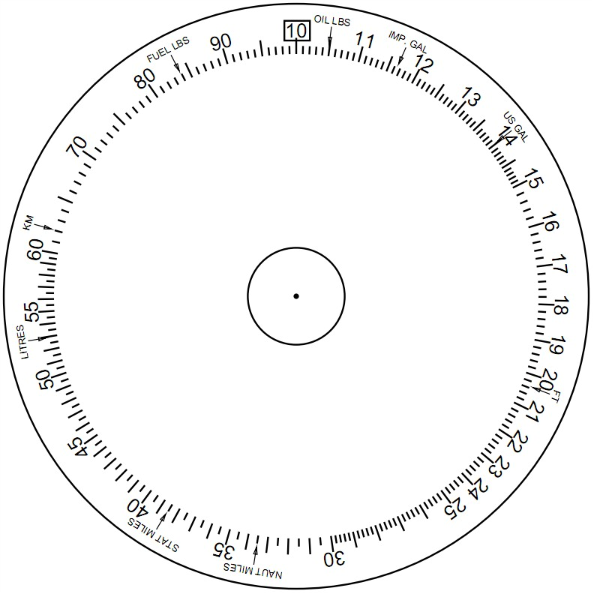 10
OIL LBS
11
IMP. GAL
12
13
US GAL
14
15
16
17
18
19
20
FT
21
22
23
24
25
30
NAUT MILES
35
STAT MILES
40
45
50
LITRES
55
60
KM
70
80
FUEL LBS
90